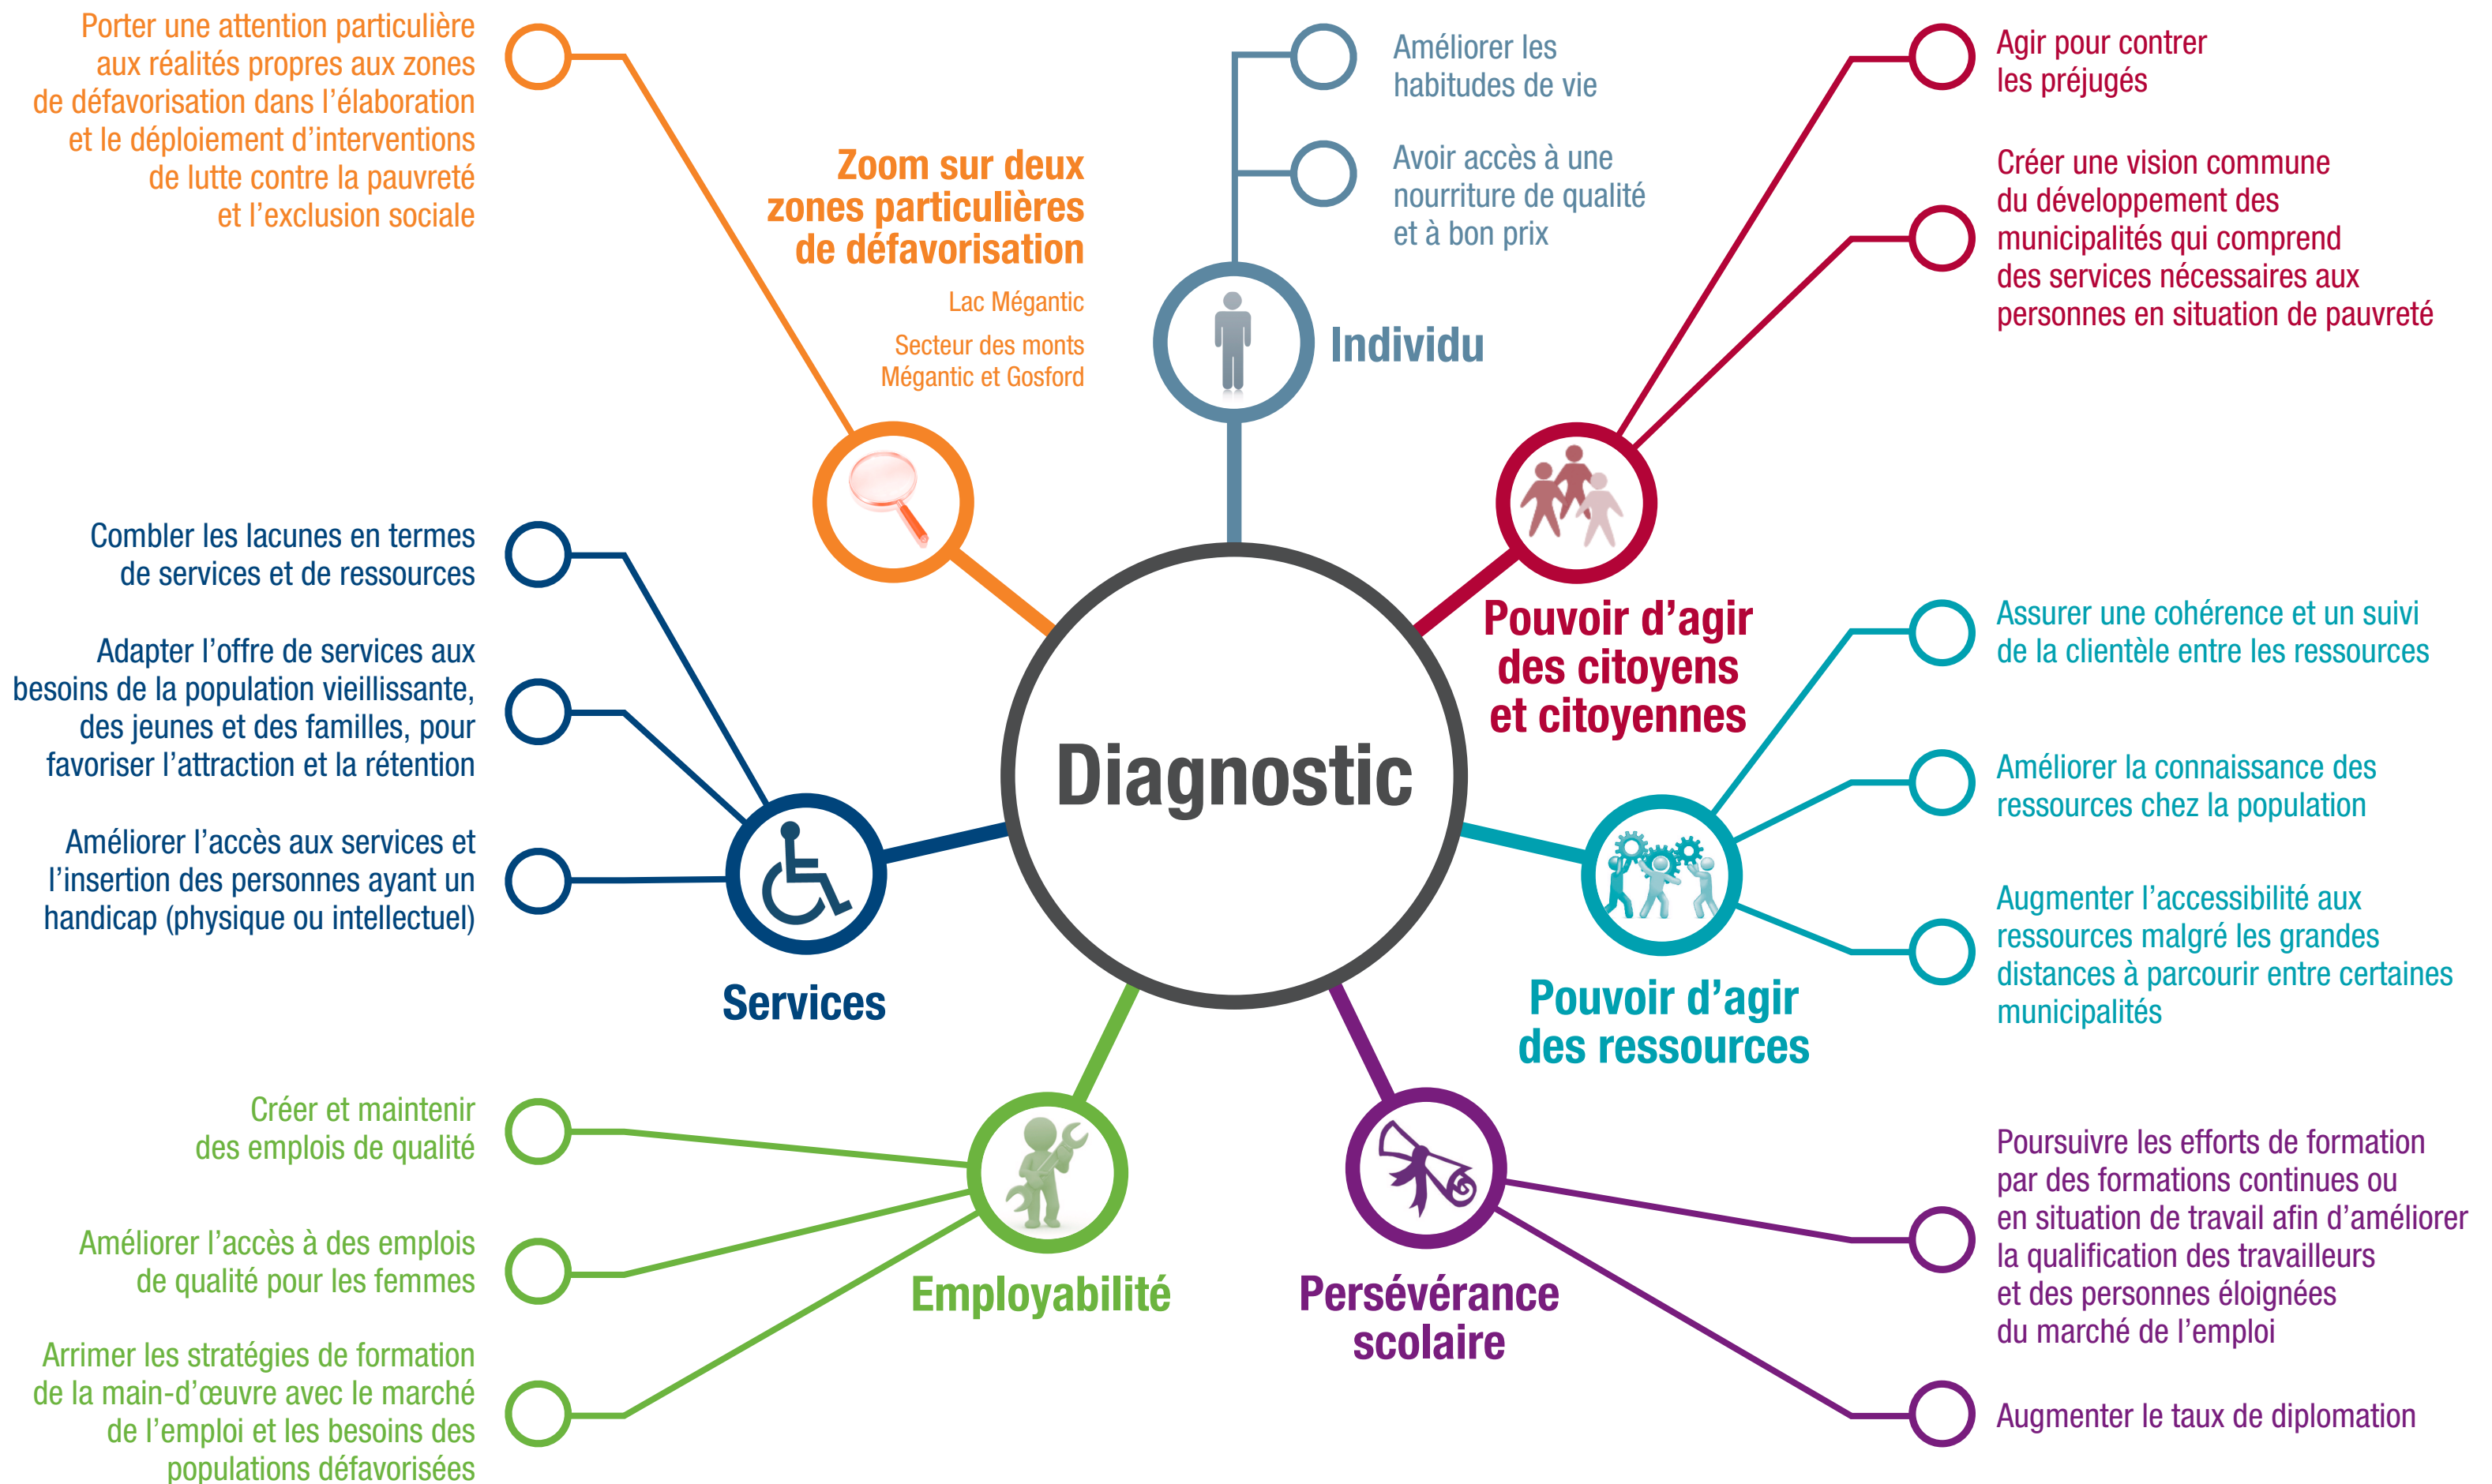 Porter une attention particulière
aux réalités propres aux zones
de défavorisation dans l’élaboration
et le déploiement d’interventions
de lutte contre la pauvreté
et l’exclusion sociale
Zoom sur deux
zones particulières
de défavorisation
Lac Mégantic
Secteur des monts
Mégantic et Gosford
Améliorer les
habitudes de vie
Avoir accès à une
nourriture de qualité
et à bon prix
Individu
Agir pour contrer
les préjugés
Créer une vision commune
du développement des
municipalités qui comprend
des services nécessaires aux
personnes en situation de pauvreté
Pouvoir d’agir
des citoyens
et citoyennes
Combler les lacunes en termes
de services et de ressources
Adapter l’offre de services aux
besoins de la population vieillissante,
des jeunes et des familles, pour
favoriser l’attraction et la rétention
Améliorer l’accès aux services et
l’insertion des personnes ayant un
handicap (physique ou intellectuel)
Services
Diagnostic
Assurer une cohérence et un suivi
de la clientèle entre les ressources
Améliorer la connaissance des
ressources chez la population
Augmenter l’accessibilité aux
ressources malgré les grandes
distances à parcourir entre certaines
municipalités
Pouvoir d’agir
des ressources
Créer et maintenir
des emplois de qualité
Améliorer l’accès à des emplois
de qualité pour les femmes
Arrimer les stratégies de formation
de la main-d’œuvre avec le marché
de l’emploi et les besoins des
populations défavorisées
Employabilité
Persévérance
scolaire
Poursuivre les efforts de formation
par des formations continues ou
en situation de travail afin d’améliorer
la qualification des travailleurs
et des personnes éloignées
du marché de l’emploi
Augmenter le taux de diplomation